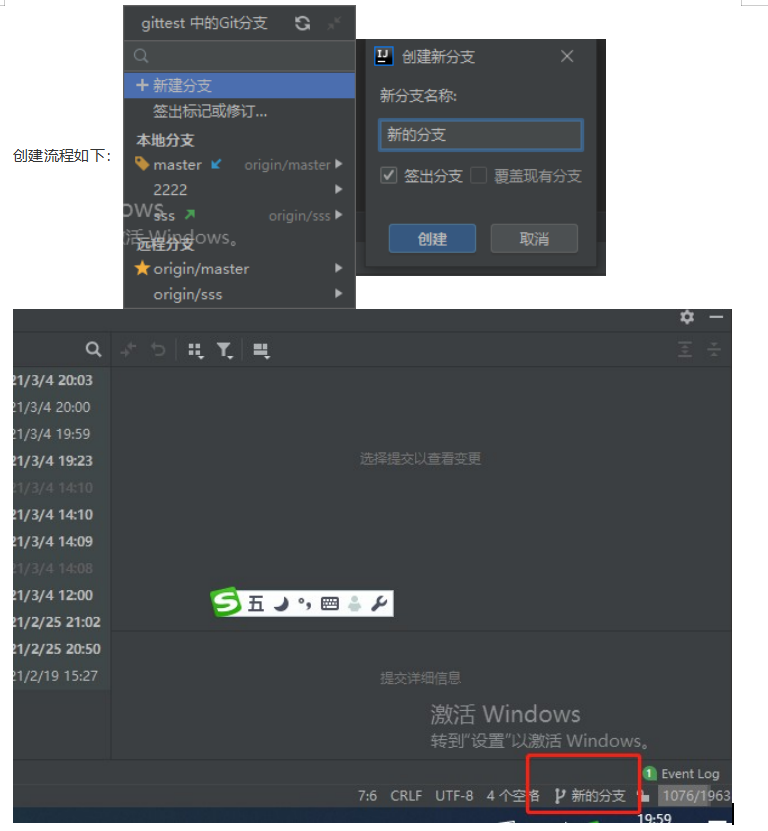 gittest 中的Git分支
新建分支
签出标记或修订...
本地分支
master origin/master
2222
sss origin/sss
远程分支
origin/master
origin/sss
创建流程如下:
IJ 创建新分支
新分支名称:
新的分支
签出分支 覆盖现有分支
创建 取消
21/3/4 20:03
21/3/4 20:00
21/3/4 19:59
21/3/4 19:23
21/3/4 14:10
21/3/4 14:10
21/3/4 14:09
21/3/4 14:08
21/3/4 12:00
21/2/25 21:02
21/2/25 20:50
21/2/19 15:27
选择提交以查看变更
S 五
提交详细信息
激活 Windows
转到"设置"以激活 Windows。
1 Event Log
7:6 CRLF UTF-8 4 个空格 新的分支 1076/1963
19:59